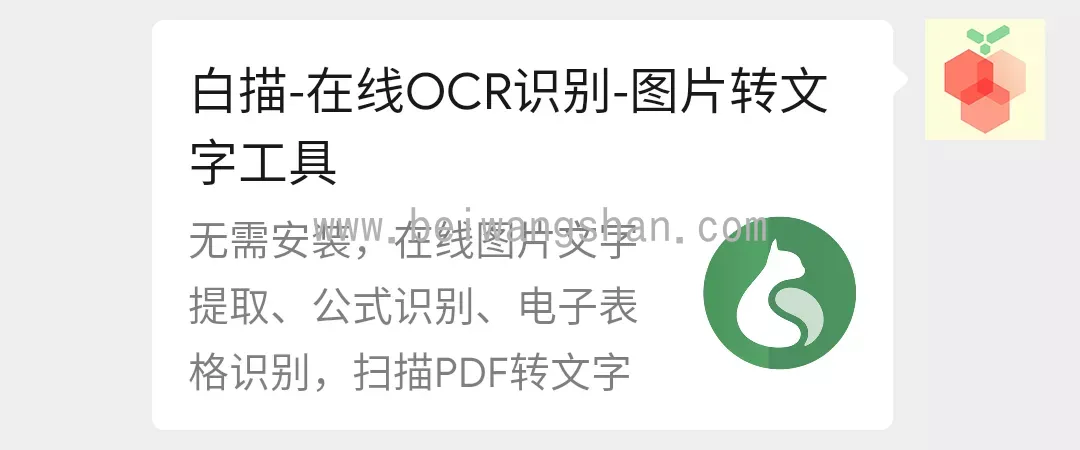 白描-在线OCR识别-图片转文
字工具
www.beiwangshan.com
无需安装，在线图片文字
提取、公式识别、电子表
格识别，扫描PDF转文字